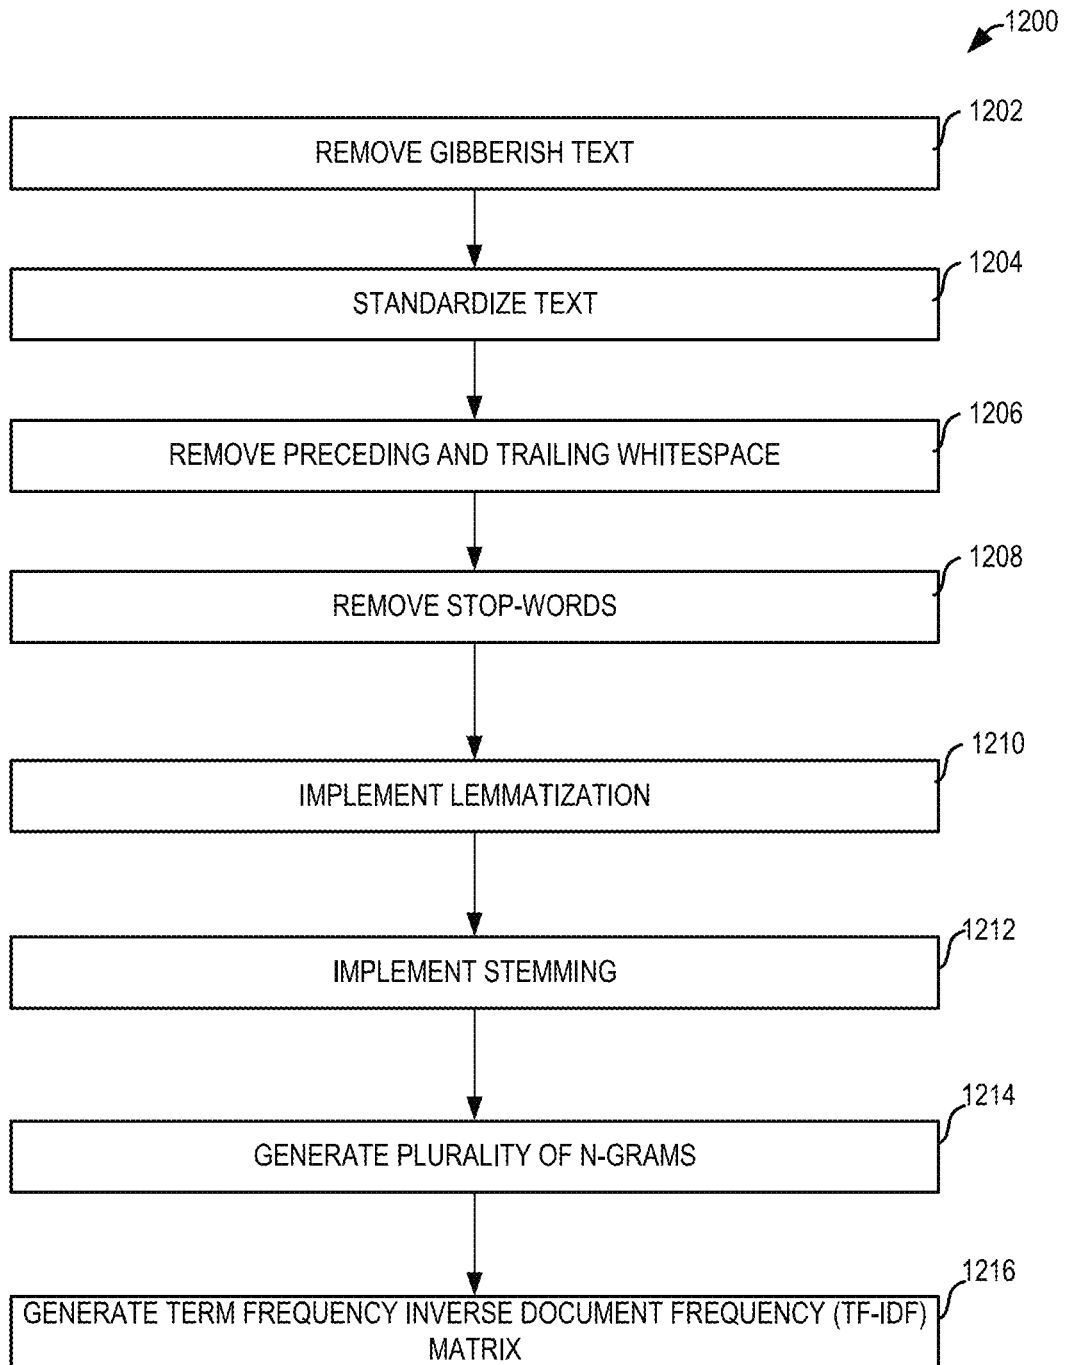 1200
1202
REMOVE GIBBERISH TEXT
1204
STANDARDIZE TEXT
1206
REMOVE PRECEDING AND TRAILING WHITESPACE
1208
REMOVE STOP-WORDS
1210
IMPLEMENT LEMMATIZATION
1212
IMPLEMENT STEMMING
1214
GENERATE PLURALITY OF N-GRAMS
1216
GENERATE TERM FREQUENCY INVERSE DOCUMENT FREQUENCY (TF-IDF)
MATRIX